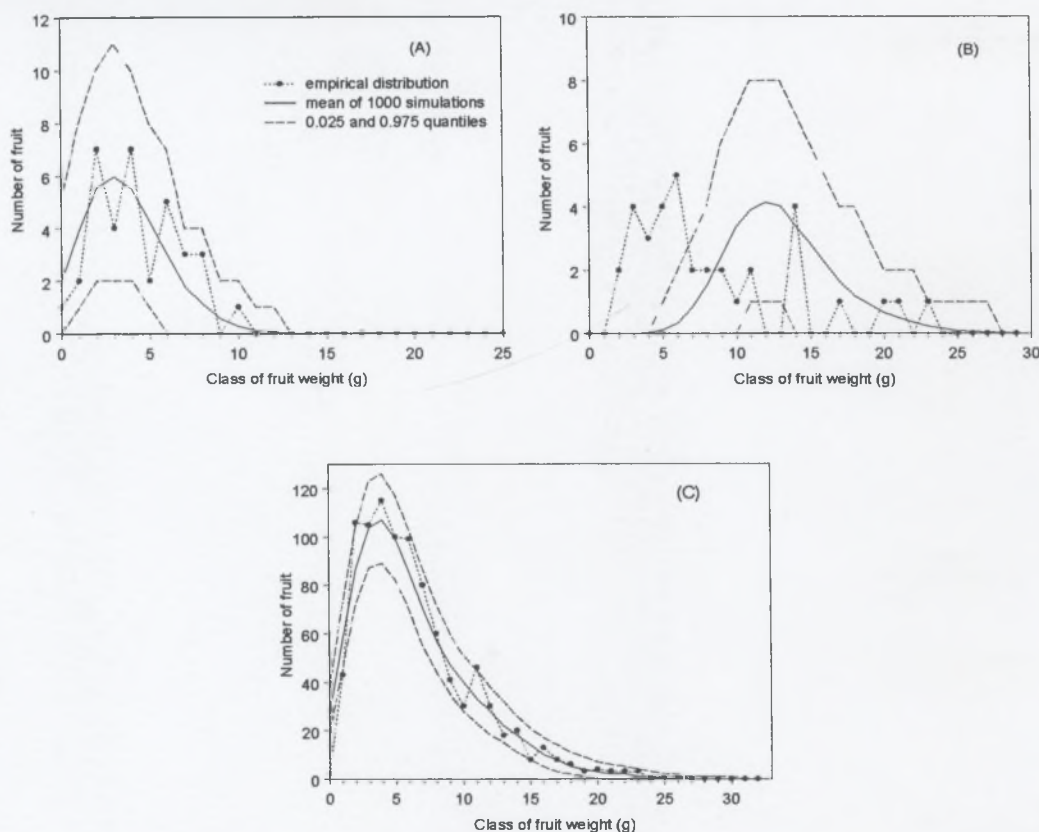 (A)
12
10
8
6
4
2
0
Number of fruit
empirical distribution
mean of 1000 simulations
0.025 and 0.975 quantiles
0 5 10 15 20 25
Class of fruit weight (g)
(B)
10
8
6
4
2
0
Number of fruit
0 5 10 15 20 25 30
Class of fruit weight (g)
(C)
120
100
80
60
40
20
0
Number of fruit
0 5 10 15 20 25 30
Class of fruit weight (g)